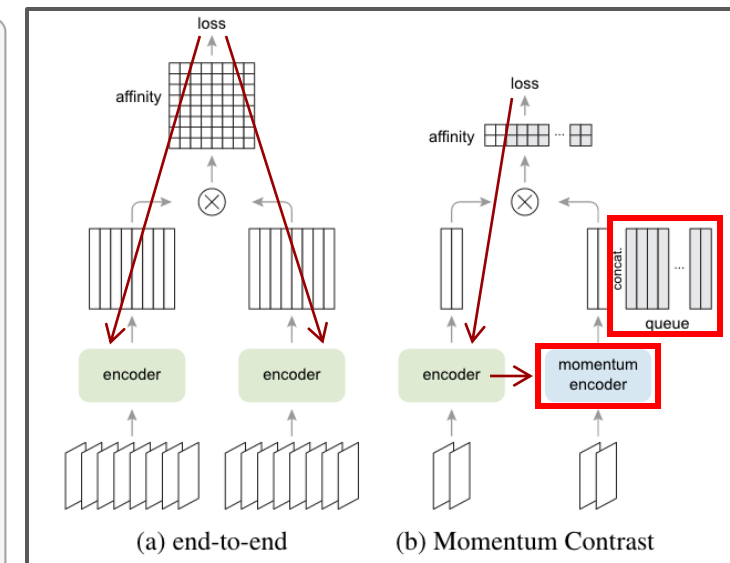 loss
affinity
encoder
encoder
(a) end-to-end
loss
affinity
...
concat.
...
queue
encoder
momentum
encoder
(b) Momentum Contrast